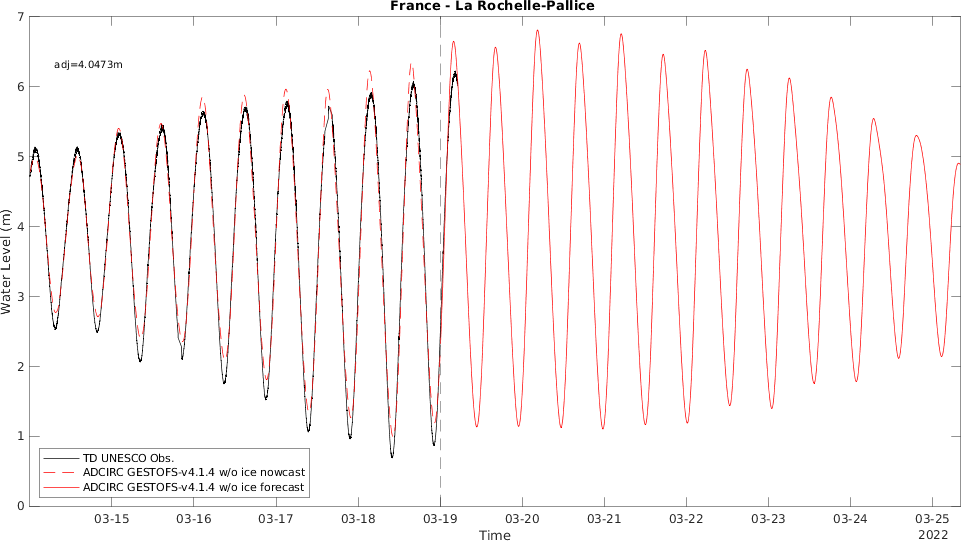 France - La Rochelle-Pallice
adj=4.0473m
Water Level (m)
7
6
5
4
3
2
1
0
TD UNESCO Obs.
ADCIRC GESTOFS-v4.1.4 w/o ice nowcast
ADCIRC GESTOFS-v4.1.4 w/o ice forecast
03-15 03-16 03-17 03-18 03-19 03-20 03-21 03-22 03-23 03-24 03-25
Time 2022